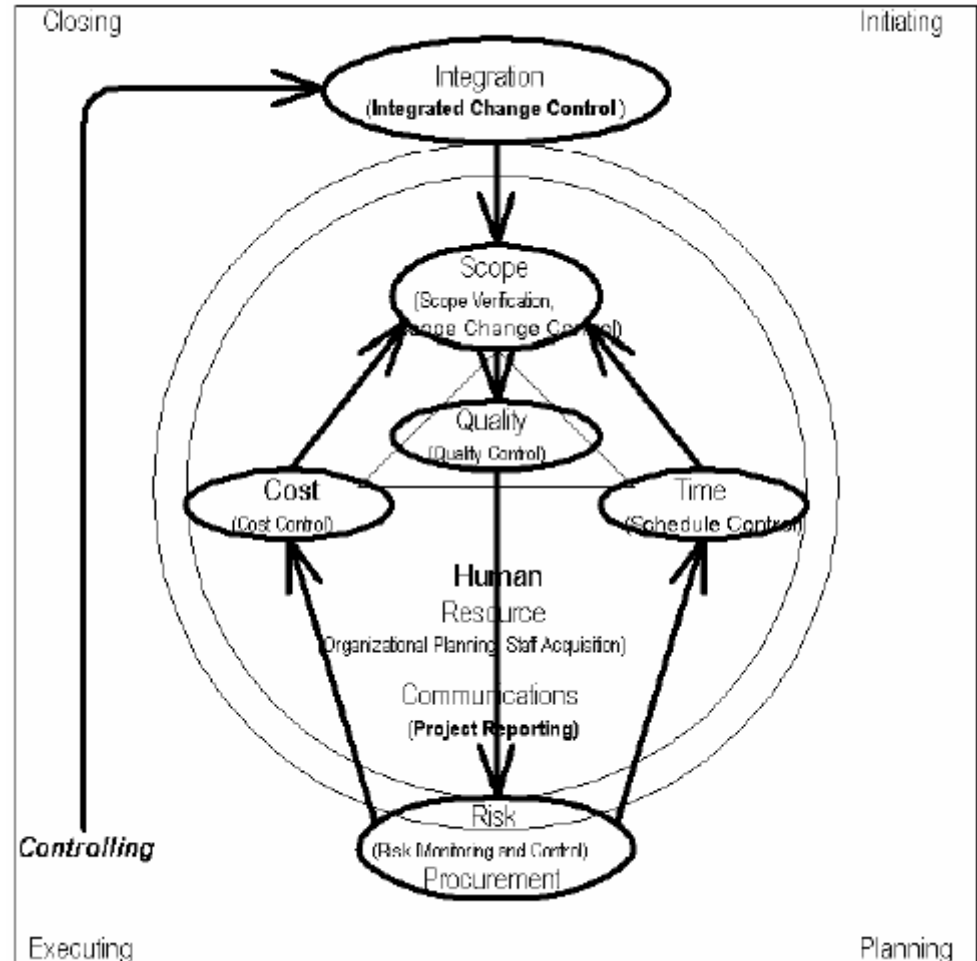 Closing
Initiating
Integration
(Integrated Change Control )
Scope
(Scope Verification,
Scope Change Control)
Quality
(Quality Control)
Cost
(Cost Control)
Time
(Schedule Control)
Human
Resource
(Organizational Planning, Staff Acquisition)
Communications
(Project Reporting)
Risk
(Risk Monitoring and Control)
Procurement
Controlling
Executing
Planning